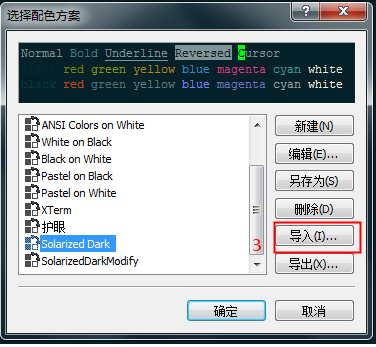 选择配色方案
Normal Bold Underline Reversed Cursor
black red green yellow blue magenta cyan white
black red green yellow blue magenta cyan white
ANSI Colors on White
White on Black
Black on White
Pastel on Black
Pastel on White
XTerm
护眼
Solarized Dark
SolarizedDarkModify
3
新建(N)
编辑(E)...
另存为(S)
删除(D)
导入(I)...
导出(X)...
确定
取消